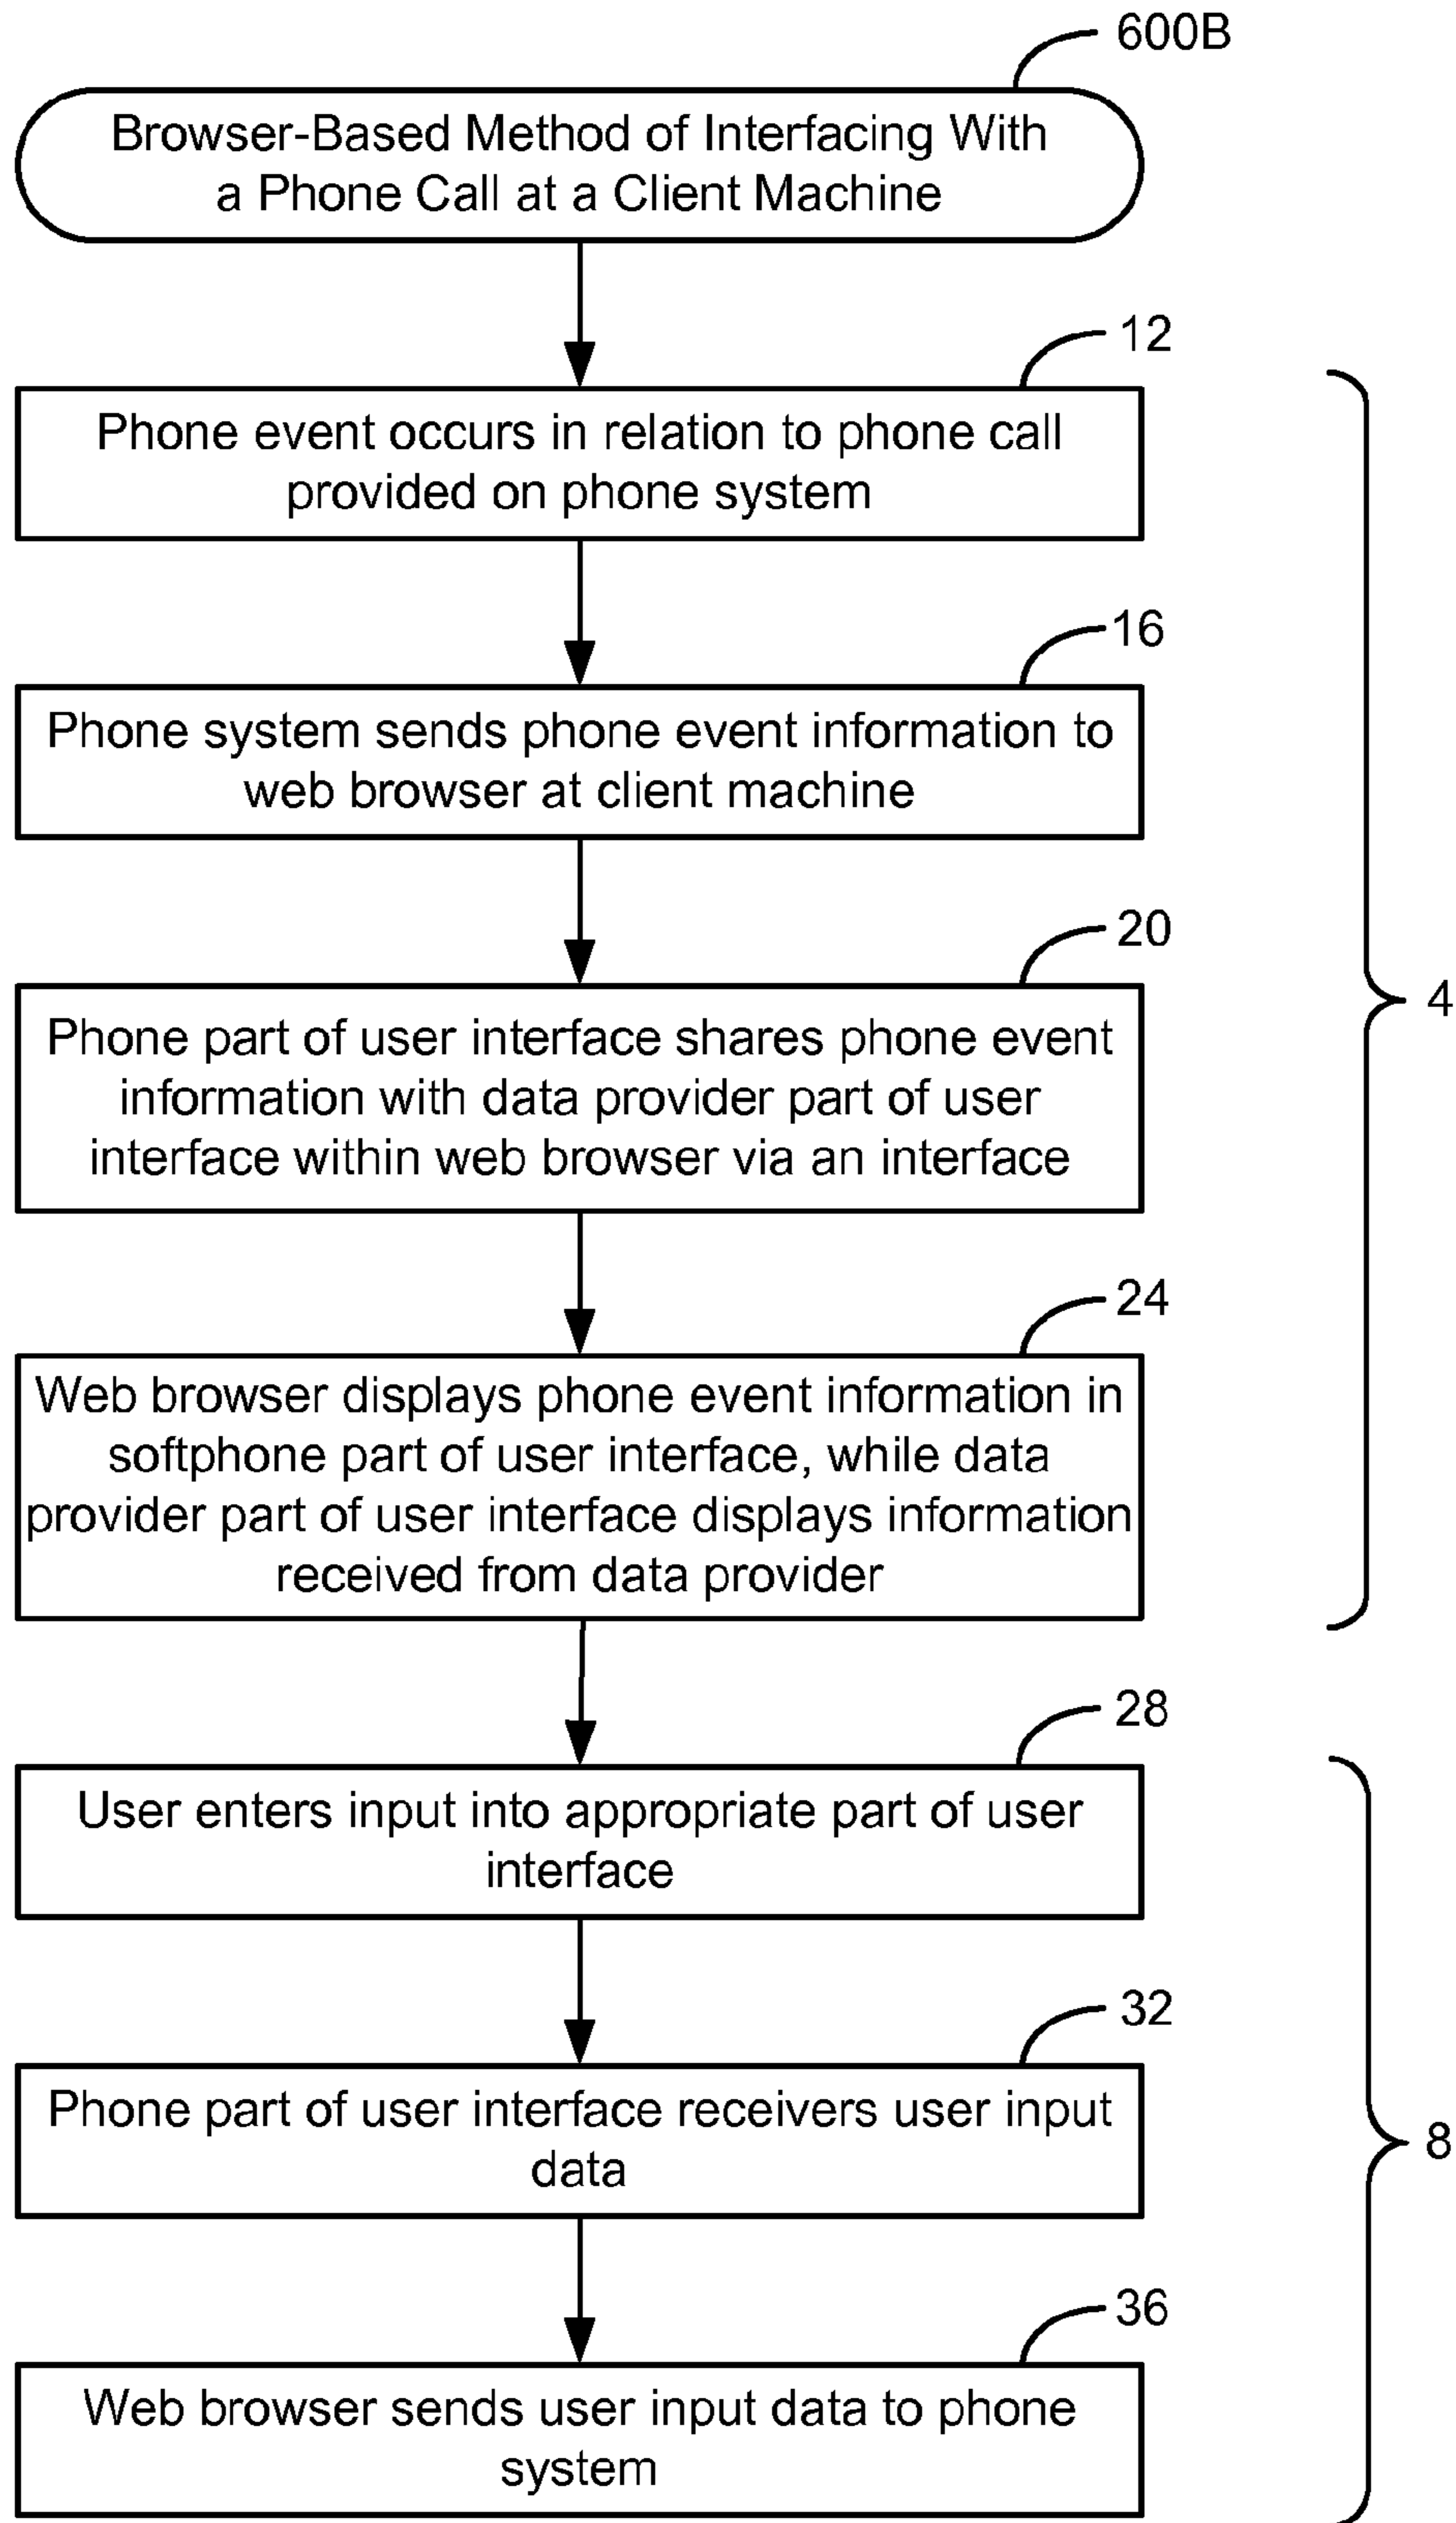 600B
Browser-Based Method of Interfacing With
a Phone Call at a Client Machine
12
Phone event occurs in relation to phone call
provided on phone system
16
Phone system sends phone event information to
web browser at client machine
20
Phone part of user interface shares phone event
information with data provider part of user
interface within web browser via an interface
4
24
Web browser displays phone event information in
softphone part of user interface, while data
provider part of user interface displays information
received from data provider
28
User enters input into appropriate part of user
interface
32
Phone part of user interface receivers user input
data
8
36
Web browser sends user input data to phone
system